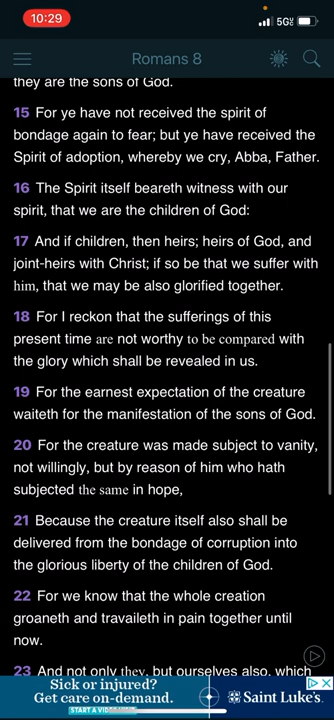 10:29
5G
Romans 8
they are the sons of God.
15 For ye have not received the spirit of
bondage again to fear; but ye have received the
Spirit of adoption, whereby we cry, Abba, Father.
16 The Spirit itself beareth witness with our
spirit, that we are the children of God:
17 And if children, then heirs; heirs of God, and
joint-heirs with Christ; if so be that we suffer with
him, that we may be also glorified together.
18 For I reckon that the sufferings of this
present time are not worthy to be compared with
the glory which shall be revealed in us.
19 For the earnest expectation of the creature
waiteth for the manifestation of the sons of God.
20 For the creature was made subject to vanity,
not willingly, but by reason of him who hath
subjected the same in hope,
21 Because the creature itself also shall be
delivered from the bondage of corruption into
the glorious liberty of the children of God.
22 For we know that the whole creation
groaneth and travaileth in pain together until
now.
23 And not only they, but ourselves also, which
Sick or injured?
Get care on-demand.
Saint Luke's
START A VIDEO